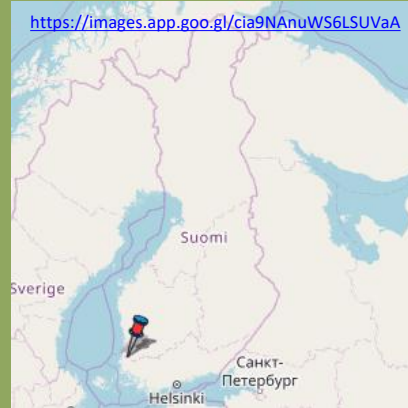 https://images.app.goo.gl/cia9NAnuWS6LSUVaA
Suomi
Sverige
Санкт-
Петербург
Helsinki